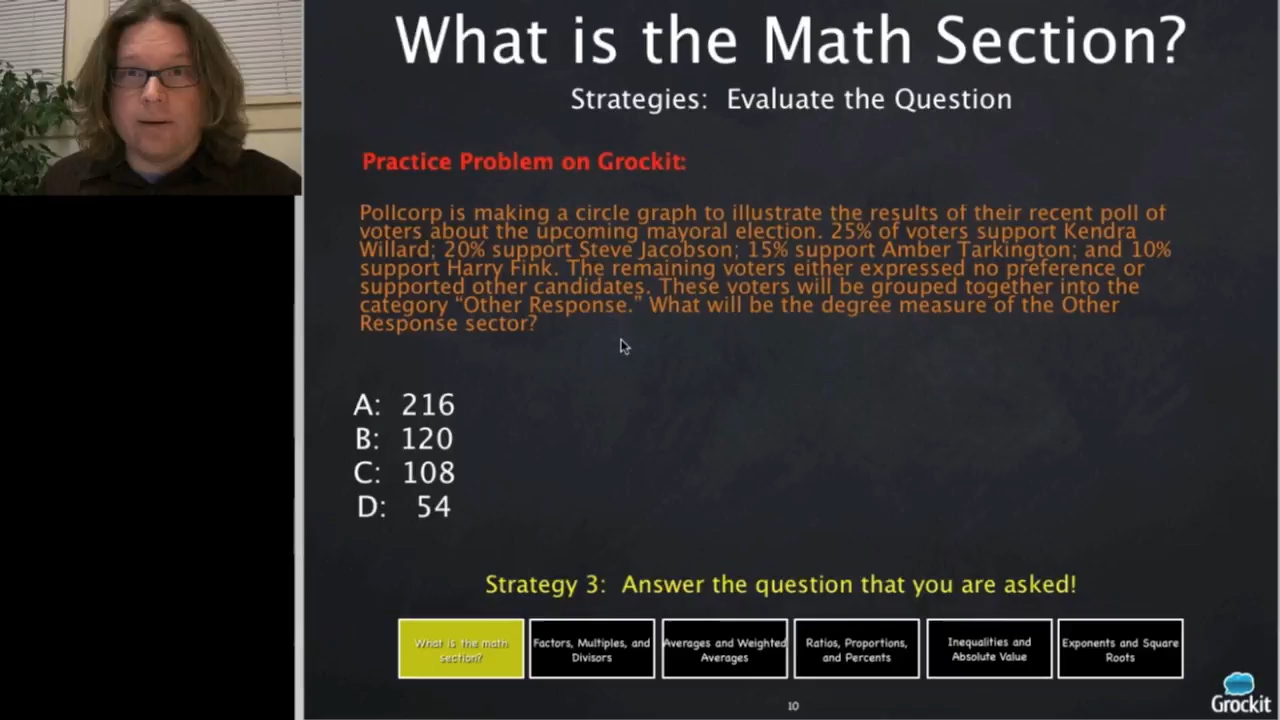 What is the Math Section?
Strategies: Evaluate the Question
Practice Problem on Grockit:
Pollcorp is making a circle graph to illustrate the results of their recent poll of
voters about the upcoming mayoral election. 25% of voters support Kendra
Willard; 20% support Steve Jacobson; 15% support Amber Tarkington; and 10%
support Harry Fink. The remaining voters either expressed no preference or
supported other candidates. These voters will be grouped together into the
category “Other Response.” What will be the degree measure of the Other
Response sector?
A: 216
B: 120
C: 108
D: 54
Strategy 3: Answer the question that you are asked!
What is the math
section?
Factors, Multiples, and
Divisors
Averages and Weighted
Averages
Ratios, Proportions,
and Percents
Inequalities and
Absolute Value
Exponents and Square
Roots
10
Grockit